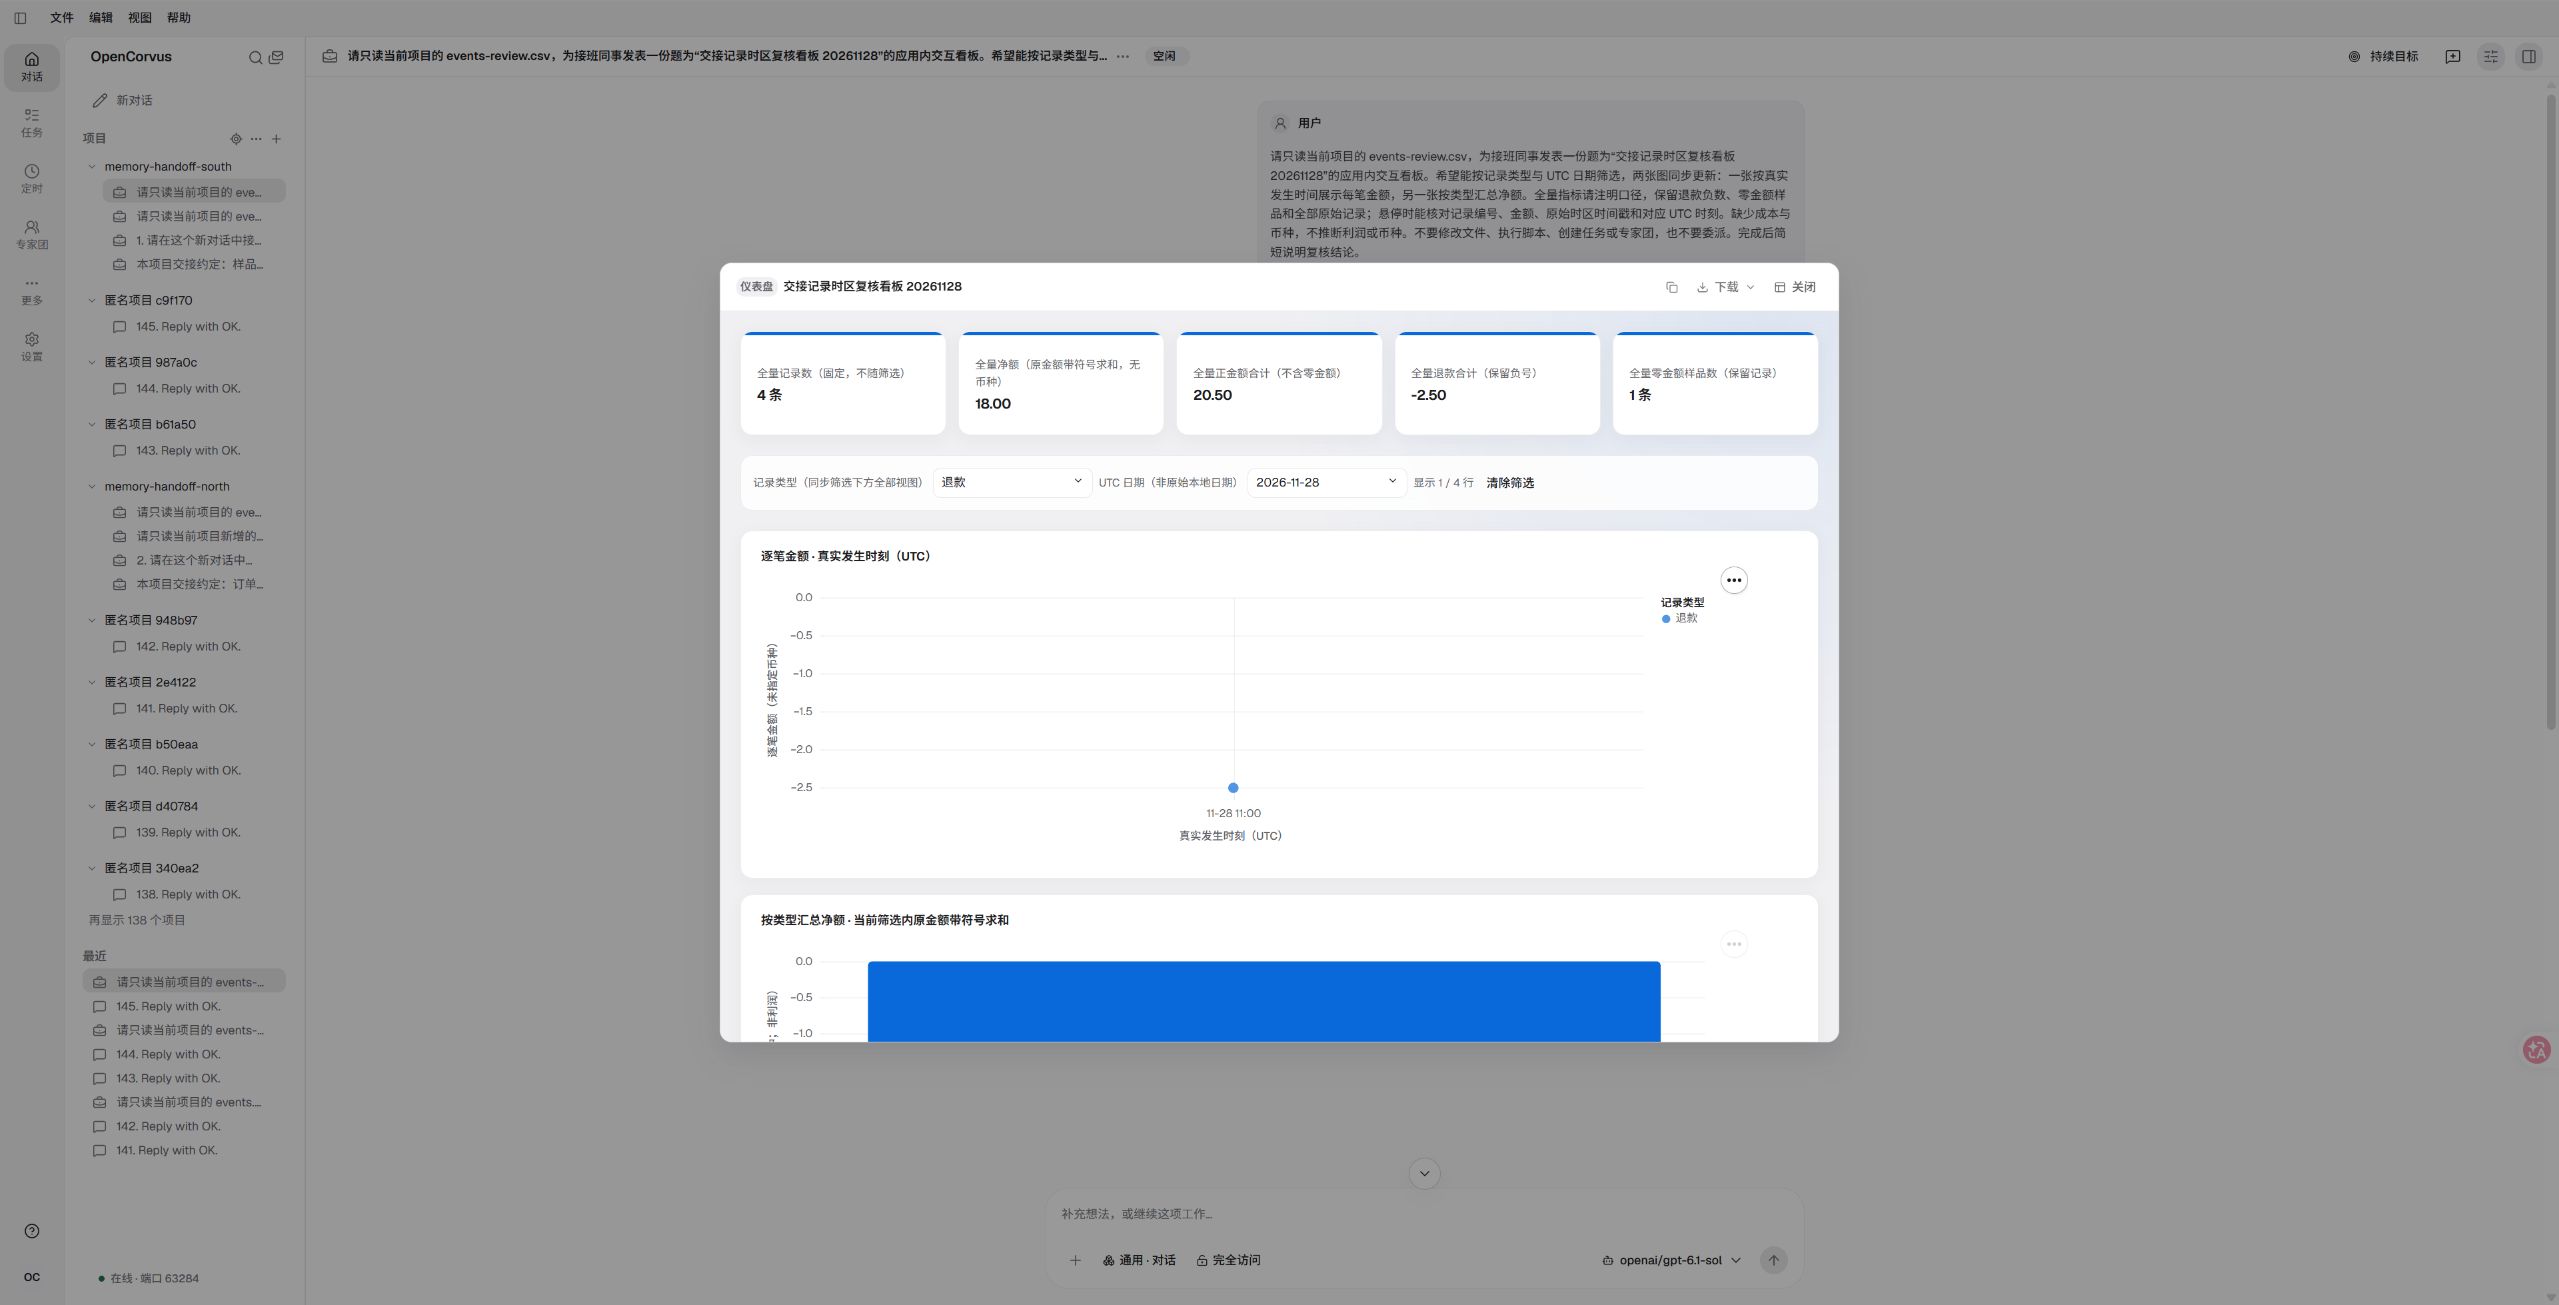 文件 编辑 视图 帮助
对话
任务
定时
专家团
更多
设置
OC
OpenCorvus
新对话
项目
memory-handoff-south
请只读当前项目的 eve...
请只读当前项目的 eve...
1. 请在这个新对话中接...
本项目交接约定：样品...
匿名项目 c9f170
145. Reply with OK.
匿名项目 987a0c
144. Reply with OK.
匿名项目 b61a50
143. Reply with OK.
memory-handoff-north
请只读当前项目的 eve...
请只读当前项目新增的...
2. 请在这个新对话中...
本项目交接约定：订单...
匿名项目 948b97
142. Reply with OK.
匿名项目 2e4122
141. Reply with OK.
匿名项目 b50eaa
140. Reply with OK.
匿名项目 d40784
139. Reply with OK.
匿名项目 340ea2
138. Reply with OK.
再显示 138 个项目
最近
请只读当前项目的 events-...
145. Reply with OK.
请只读当前项目的 events-...
144. Reply with OK.
143. Reply with OK.
请只读当前项目的 events....
142. Reply with OK.
141. Reply with OK.
在线 · 端口 63284
请只读当前项目的 events-review.csv，为接班同事发表一份题为“交接记录时区复核看板 20261128”的应用内交互看板。希望能按记录类型与... ··· 空闲
持续目标
用户
请只读当前项目的 events-review.csv，为接班同事发表一份题为“交接记录时区复核看板
20261128”的应用内交互看板。希望能按记录类型与 UTC 日期筛选，两张图同步更新：一张按真实
发生时间展示每笔金额，另一张按类型汇总净额。全量指标请注明口径，保留退款负数、零金额样
品和全部原始记录；悬停时能核对记录编号、金额、原始时区时间戳和对应 UTC 时刻。缺少成本与
币种，不推断利润或币种。不要修改文件、执行脚本、创建任务或专家团，也不要委派。完成后简
短说明复核结论。
仪表盘 交接记录时区复核看板 20261128
下载 关闭
全量记录数（固定，不随筛选）
4 条
全量净额（原金额带符号求和，无
币种）
18.00
全量正金额合计（不含零金额）
20.50
全量退款合计（保留负号）
-2.50
全量零金额样品数（保留记录）
1 条
记录类型（同步筛选下方全部视图） 退款 UTC 日期（非原始本地日期） 2026-11-28 显示 1 / 4 行 清除筛选
逐笔金额 · 真实发生时刻（UTC）
逐笔金额（未指定币种）
0.0
−0.5
−1.0
−1.5
−2.0
−2.5
11-28 11:00
真实发生时刻（UTC）
记录类型
退款
按类型汇总净额 · 当前筛选内原金额带符号求和
；非利润）
0.0
−0.5
−1.0
补充想法，或继续这项工作...
通用 · 对话 完全访问
openai/gpt-6.1-sol